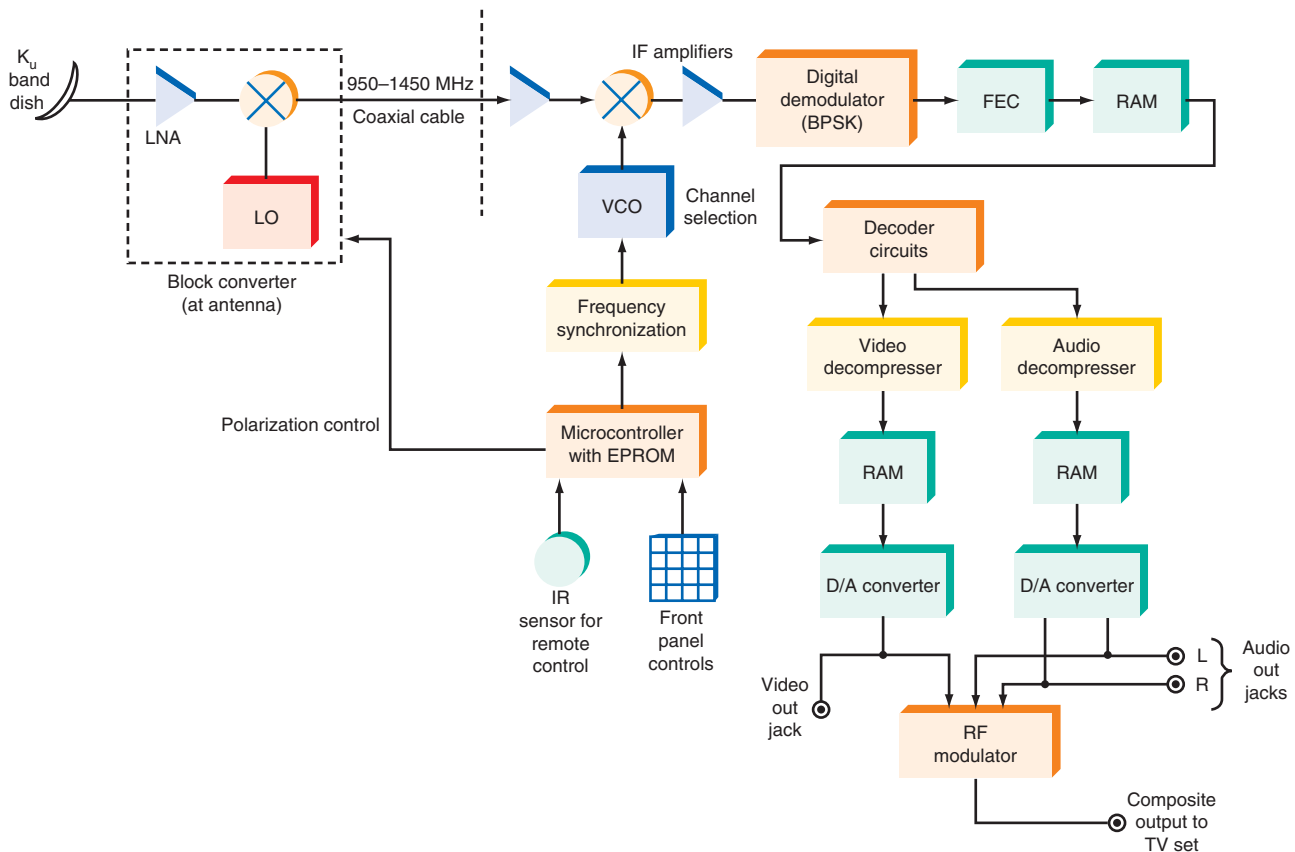 K_u
band
dish
LNA
LO
Block converter
(at antenna)
950–1450 MHz
Coaxial cable
IF amplifiers
VCO
Channel
selection
Frequency
synchronization
Microcontroller
with EPROM
Polarization control
IR
sensor for
remote
control
Front
panel
controls
Digital
demodulator
(BPSK)
FEC
RAM
Decoder
circuits
Video
decompresser
Audio
decompresser
RAM
RAM
D/A converter
D/A converter
Video
out
jack
L
R
Audio
out
jacks
RF
modulator
Composite
output to
TV set